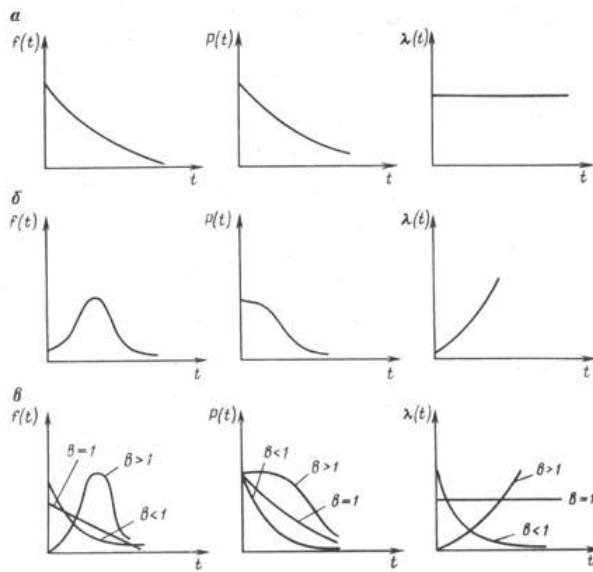 а
f(t) P(t) λ(t)
t t t
б
f(t) P(t) λ(t)
t t t
в
f(t) P(t) λ(t)
в=1 в>1 в<1 в<1 в>1 в=1 в>1 в=1 в<1
t t t